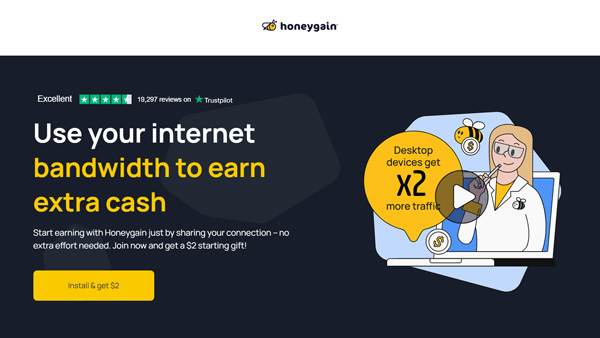 honeygain
Excellent
19,297 reviews on
Trustpilot
Use your internet
bandwidth to earn
extra cash
Start earning with Honeygain just by sharing your connection – no
extra effort needed. Join now and get a $2 starting gift!
Install & get $2
Desktop
devices get
x2
more traffic
$
$